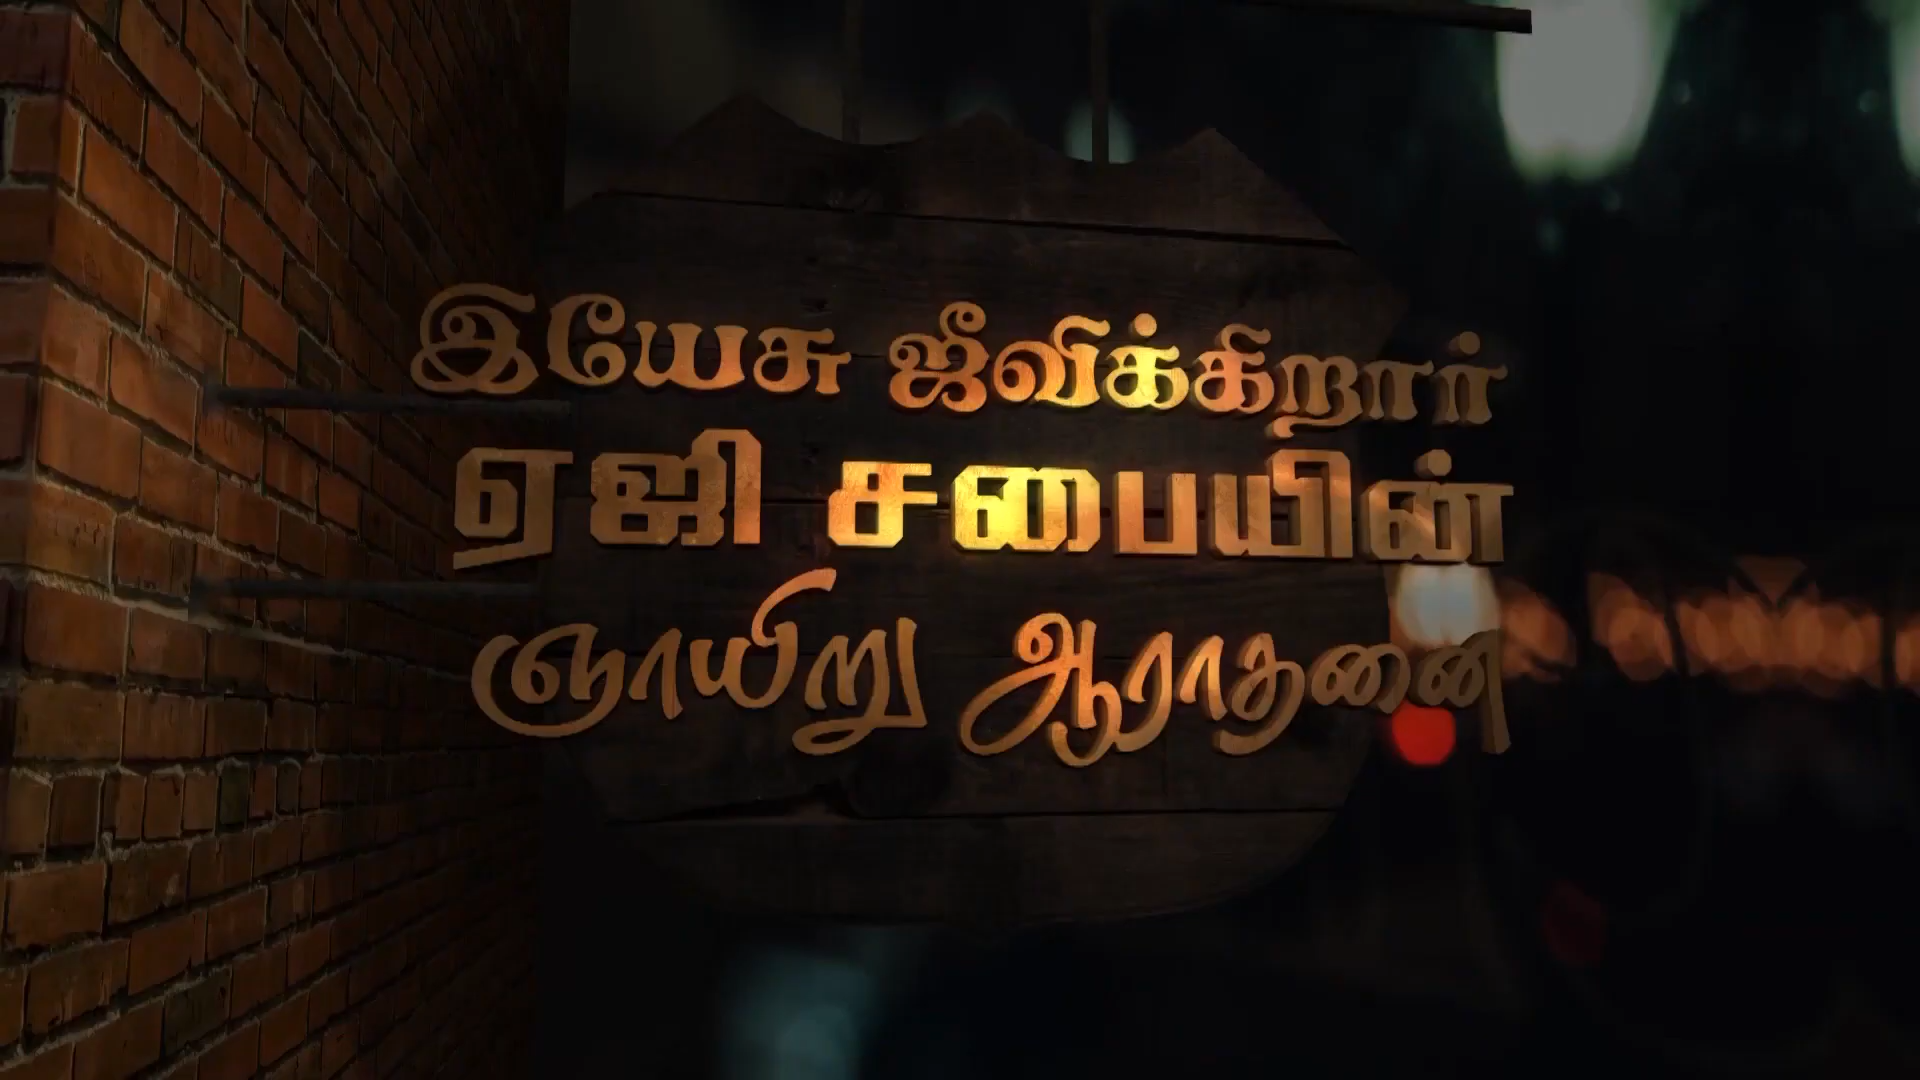 இயேசு ஜீவிக்கிறார்
ஏஜி சபையின்
ஞாயிறு ஆராதனை